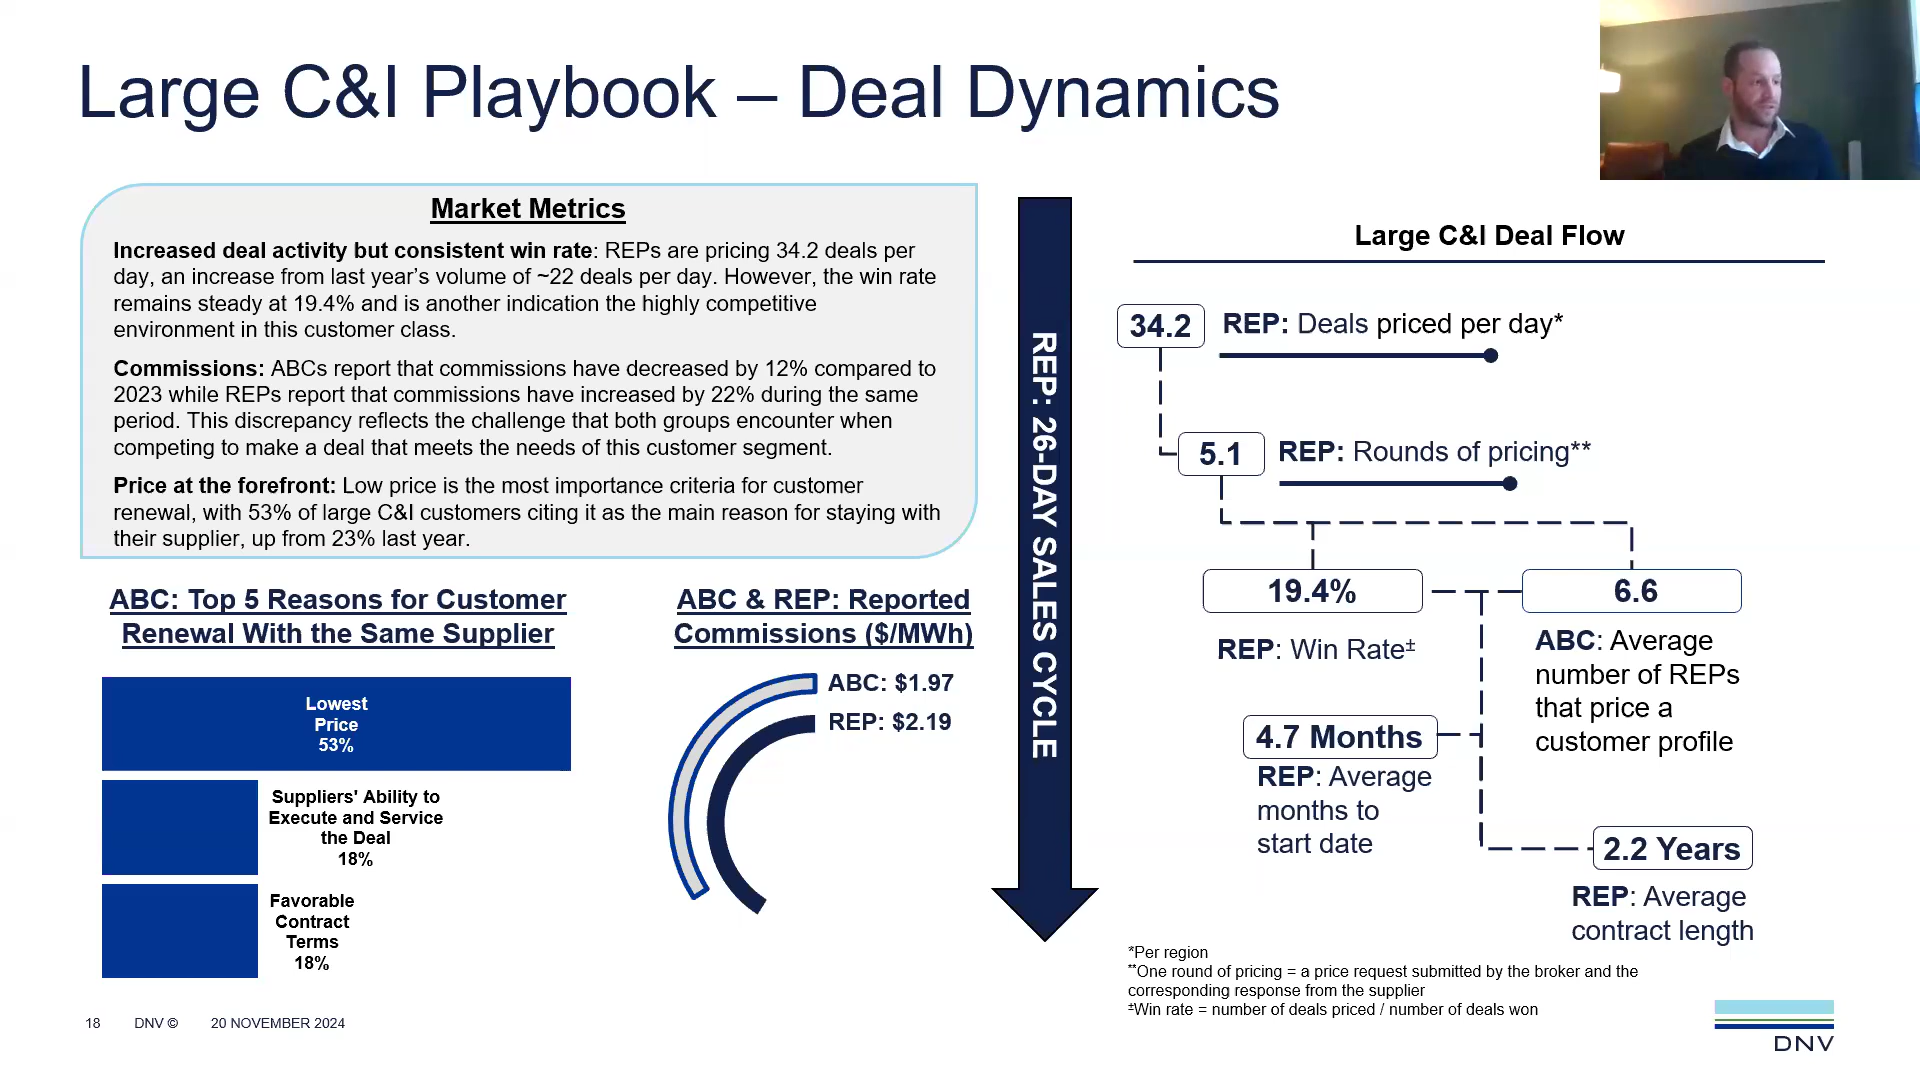 Large C&I Playbook – Deal Dynamics
Market Metrics
Increased deal activity but consistent win rate: REPs are pricing 34.2 deals per
day, an increase from last year’s volume of ~22 deals per day. However, the win rate
remains steady at 19.4% and is another indication the highly competitive
environment in this customer class.
Commissions: ABCs report that commissions have decreased by 12% compared to
2023 while REPs report that commissions have increased by 22% during the same
period. This discrepancy reflects the challenge that both groups encounter when
competing to make a deal that meets the needs of this customer segment.
Price at the forefront: Low price is the most importance criteria for customer
renewal, with 53% of large C&I customers citing it as the main reason for staying with
their supplier, up from 23% last year.
ABC: Top 5 Reasons for Customer
Renewal With the Same Supplier
Lowest
Price
53%
Suppliers' Ability to
Execute and Service
the Deal
18%
Favorable
Contract
Terms
18%
ABC & REP: Reported
Commissions ($/MWh)
ABC: $1.97
REP: $2.19
REP: 26-DAY SALES CYCLE
Large C&I Deal Flow
34.2
REP: Deals priced per day*
5.1
REP: Rounds of pricing**
19.4%
REP: Win Rate±
6.6
ABC: Average
number of REPs
that price a
customer profile
4.7 Months
REP: Average
months to
start date
2.2 Years
REP: Average
contract length
*Per region
**One round of pricing = a price request submitted by the broker and the
corresponding response from the supplier
±Win rate = number of deals priced / number of deals won
18 DNV © 20 NOVEMBER 2024
DNV